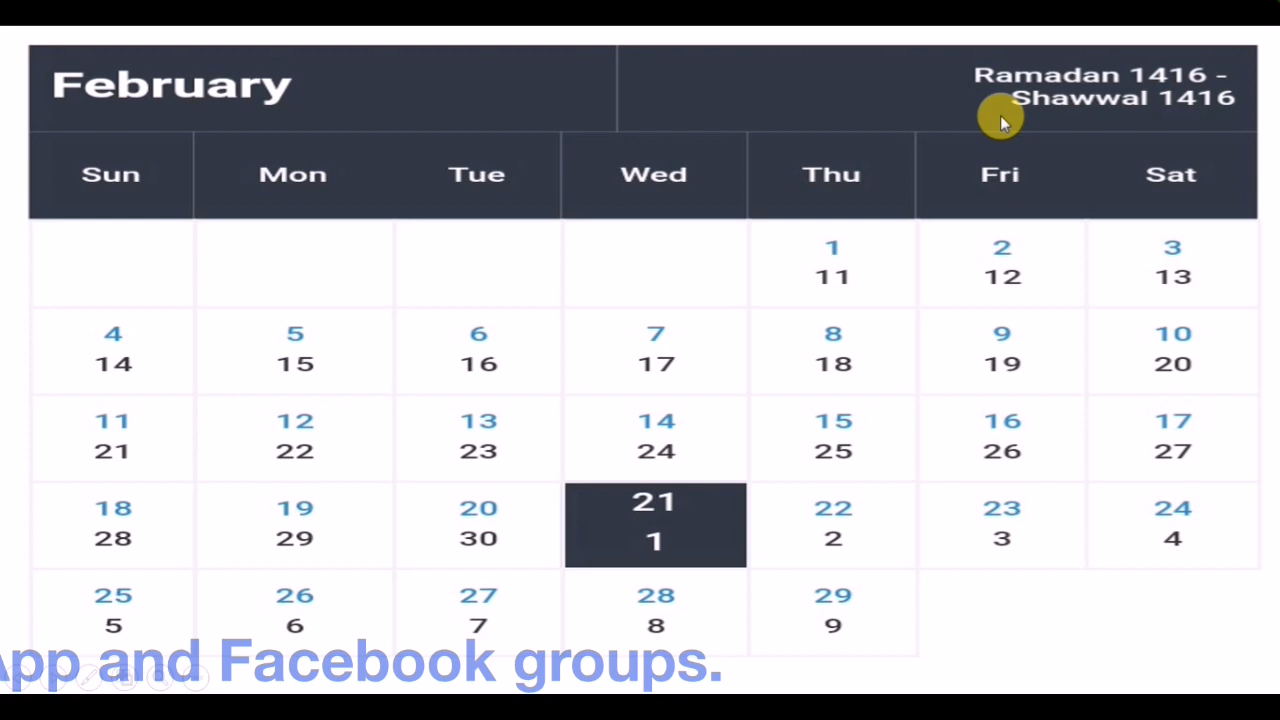 February
Ramadan 1416 -
Shawwal 1416
Sun Mon Tue Wed Thu Fri Sat
1 2 3
11 12 13
4 5 6 7 8 9 10
14 15 16 17 18 19 20
11 12 13 14 15 16 17
21 22 23 24 25 26 27
18 19 20 21 22 23 24
28 29 30 1 2 3 4
25 26 27 28 29
5 6 7 8 9
App and Facebook groups.